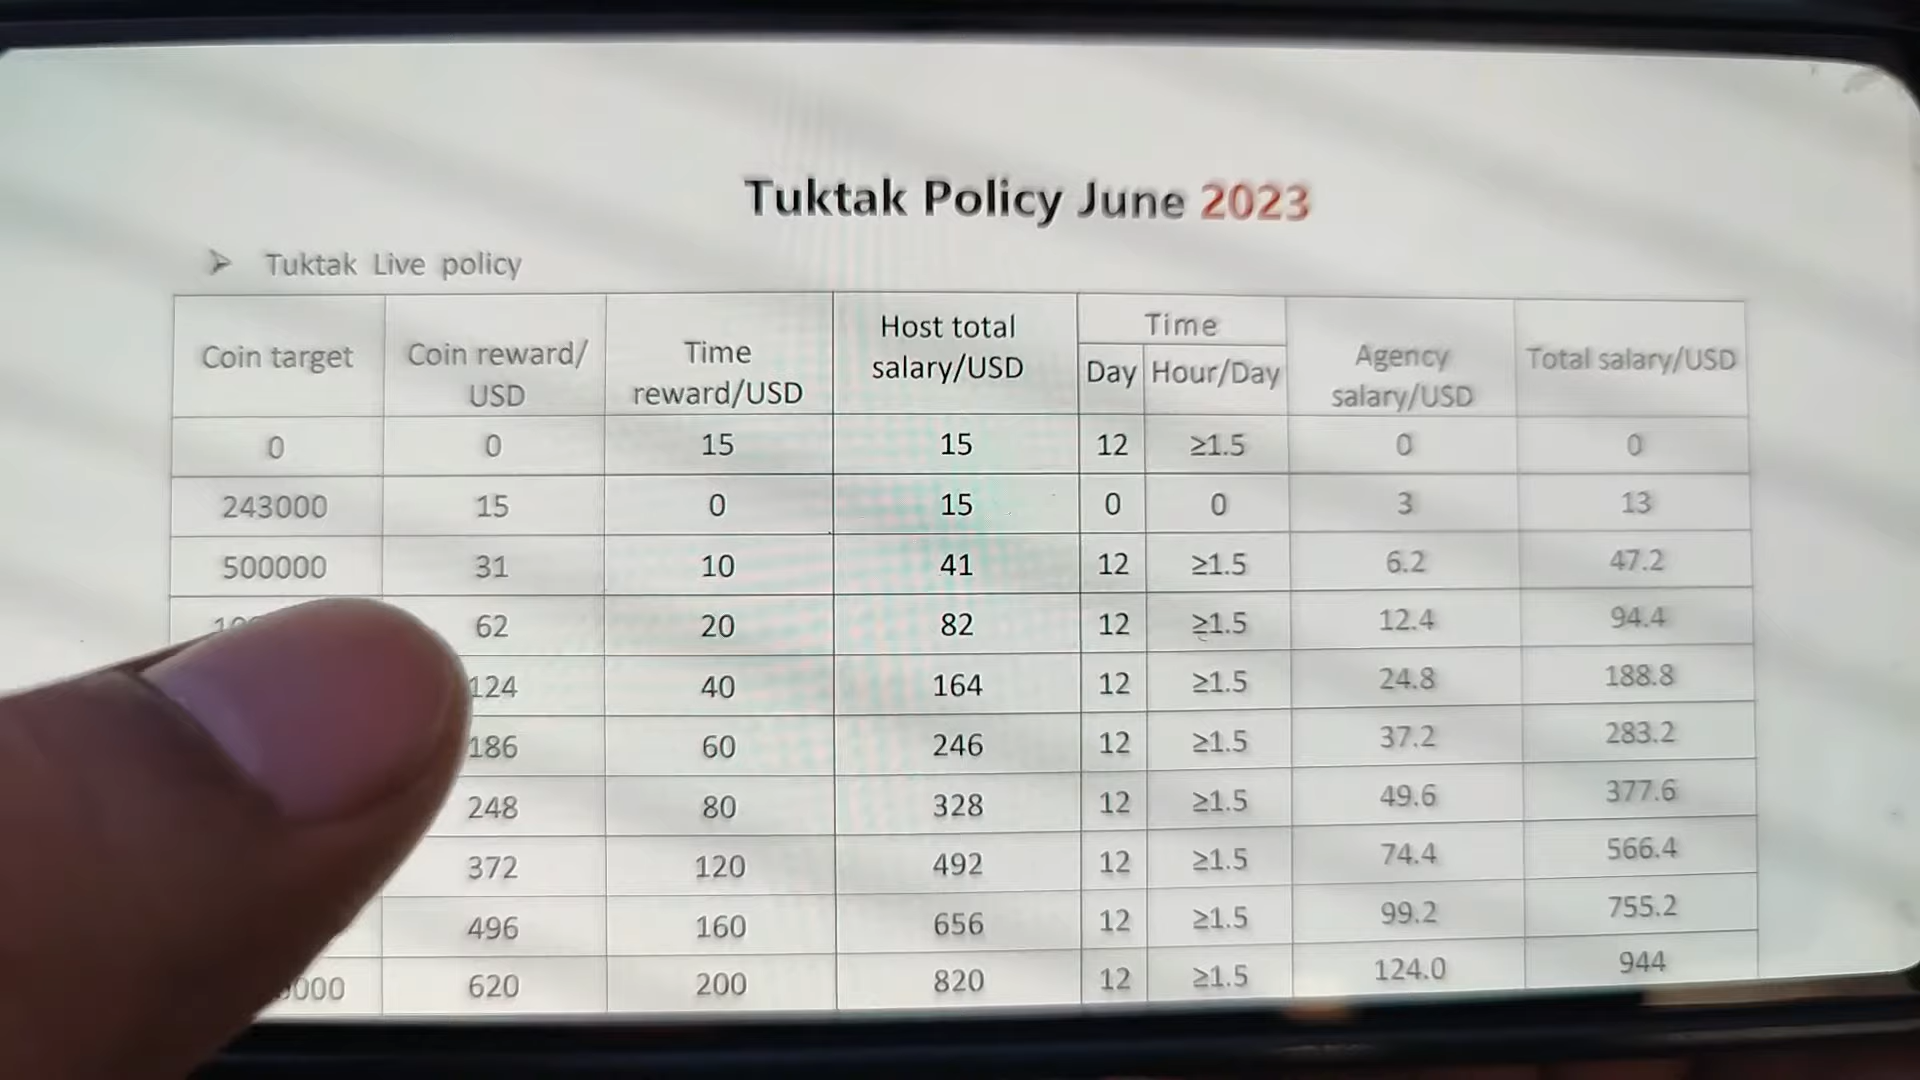 Tuktak Policy June 2023
➢ Tuktak Live policy
Coin target | Coin reward/USD | Time reward/USD | Host total salary/USD | Time | Agency salary/USD | Total salary/USD
Day | Hour/Day
0 | 0 | 15 | 15 | 12 | ≥1.5 | 0 | 0
243000 | 15 | 0 | 15 | 0 | 0 | 3 | 13
500000 | 31 | 10 | 41 | 12 | ≥1.5 | 6.2 | 47.2
62 | 20 | 82 | 12 | ≥1.5 | 12.4 | 94.4
124 | 40 | 164 | 12 | ≥1.5 | 24.8 | 188.8
186 | 60 | 246 | 12 | ≥1.5 | 37.2 | 283.2
248 | 80 | 328 | 12 | ≥1.5 | 49.6 | 377.6
372 | 120 | 492 | 12 | ≥1.5 | 74.4 | 566.4
496 | 160 | 656 | 12 | ≥1.5 | 99.2 | 755.2
620 | 200 | 820 | 12 | ≥1.5 | 124.0 | 944